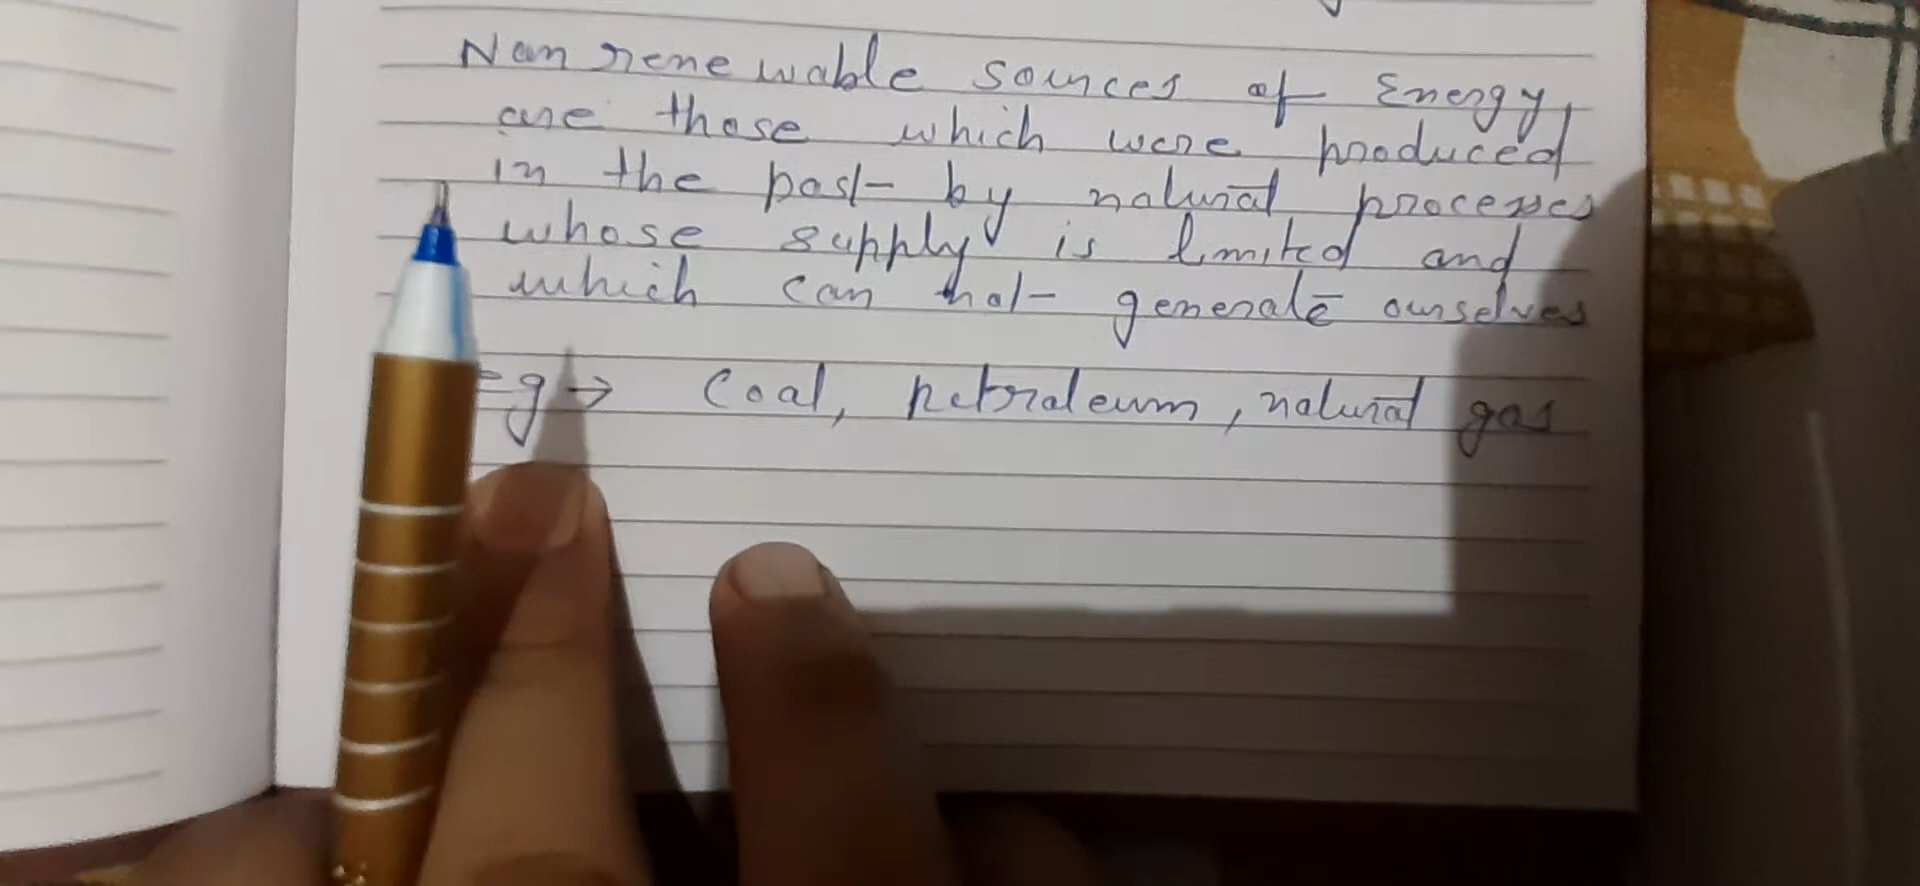 Non renewable sources of Energy,
are those which were produced
in the past by natural processes
whose supply is limited and
which can not generate ourselves
eg → Coal, petroleum, natural gas